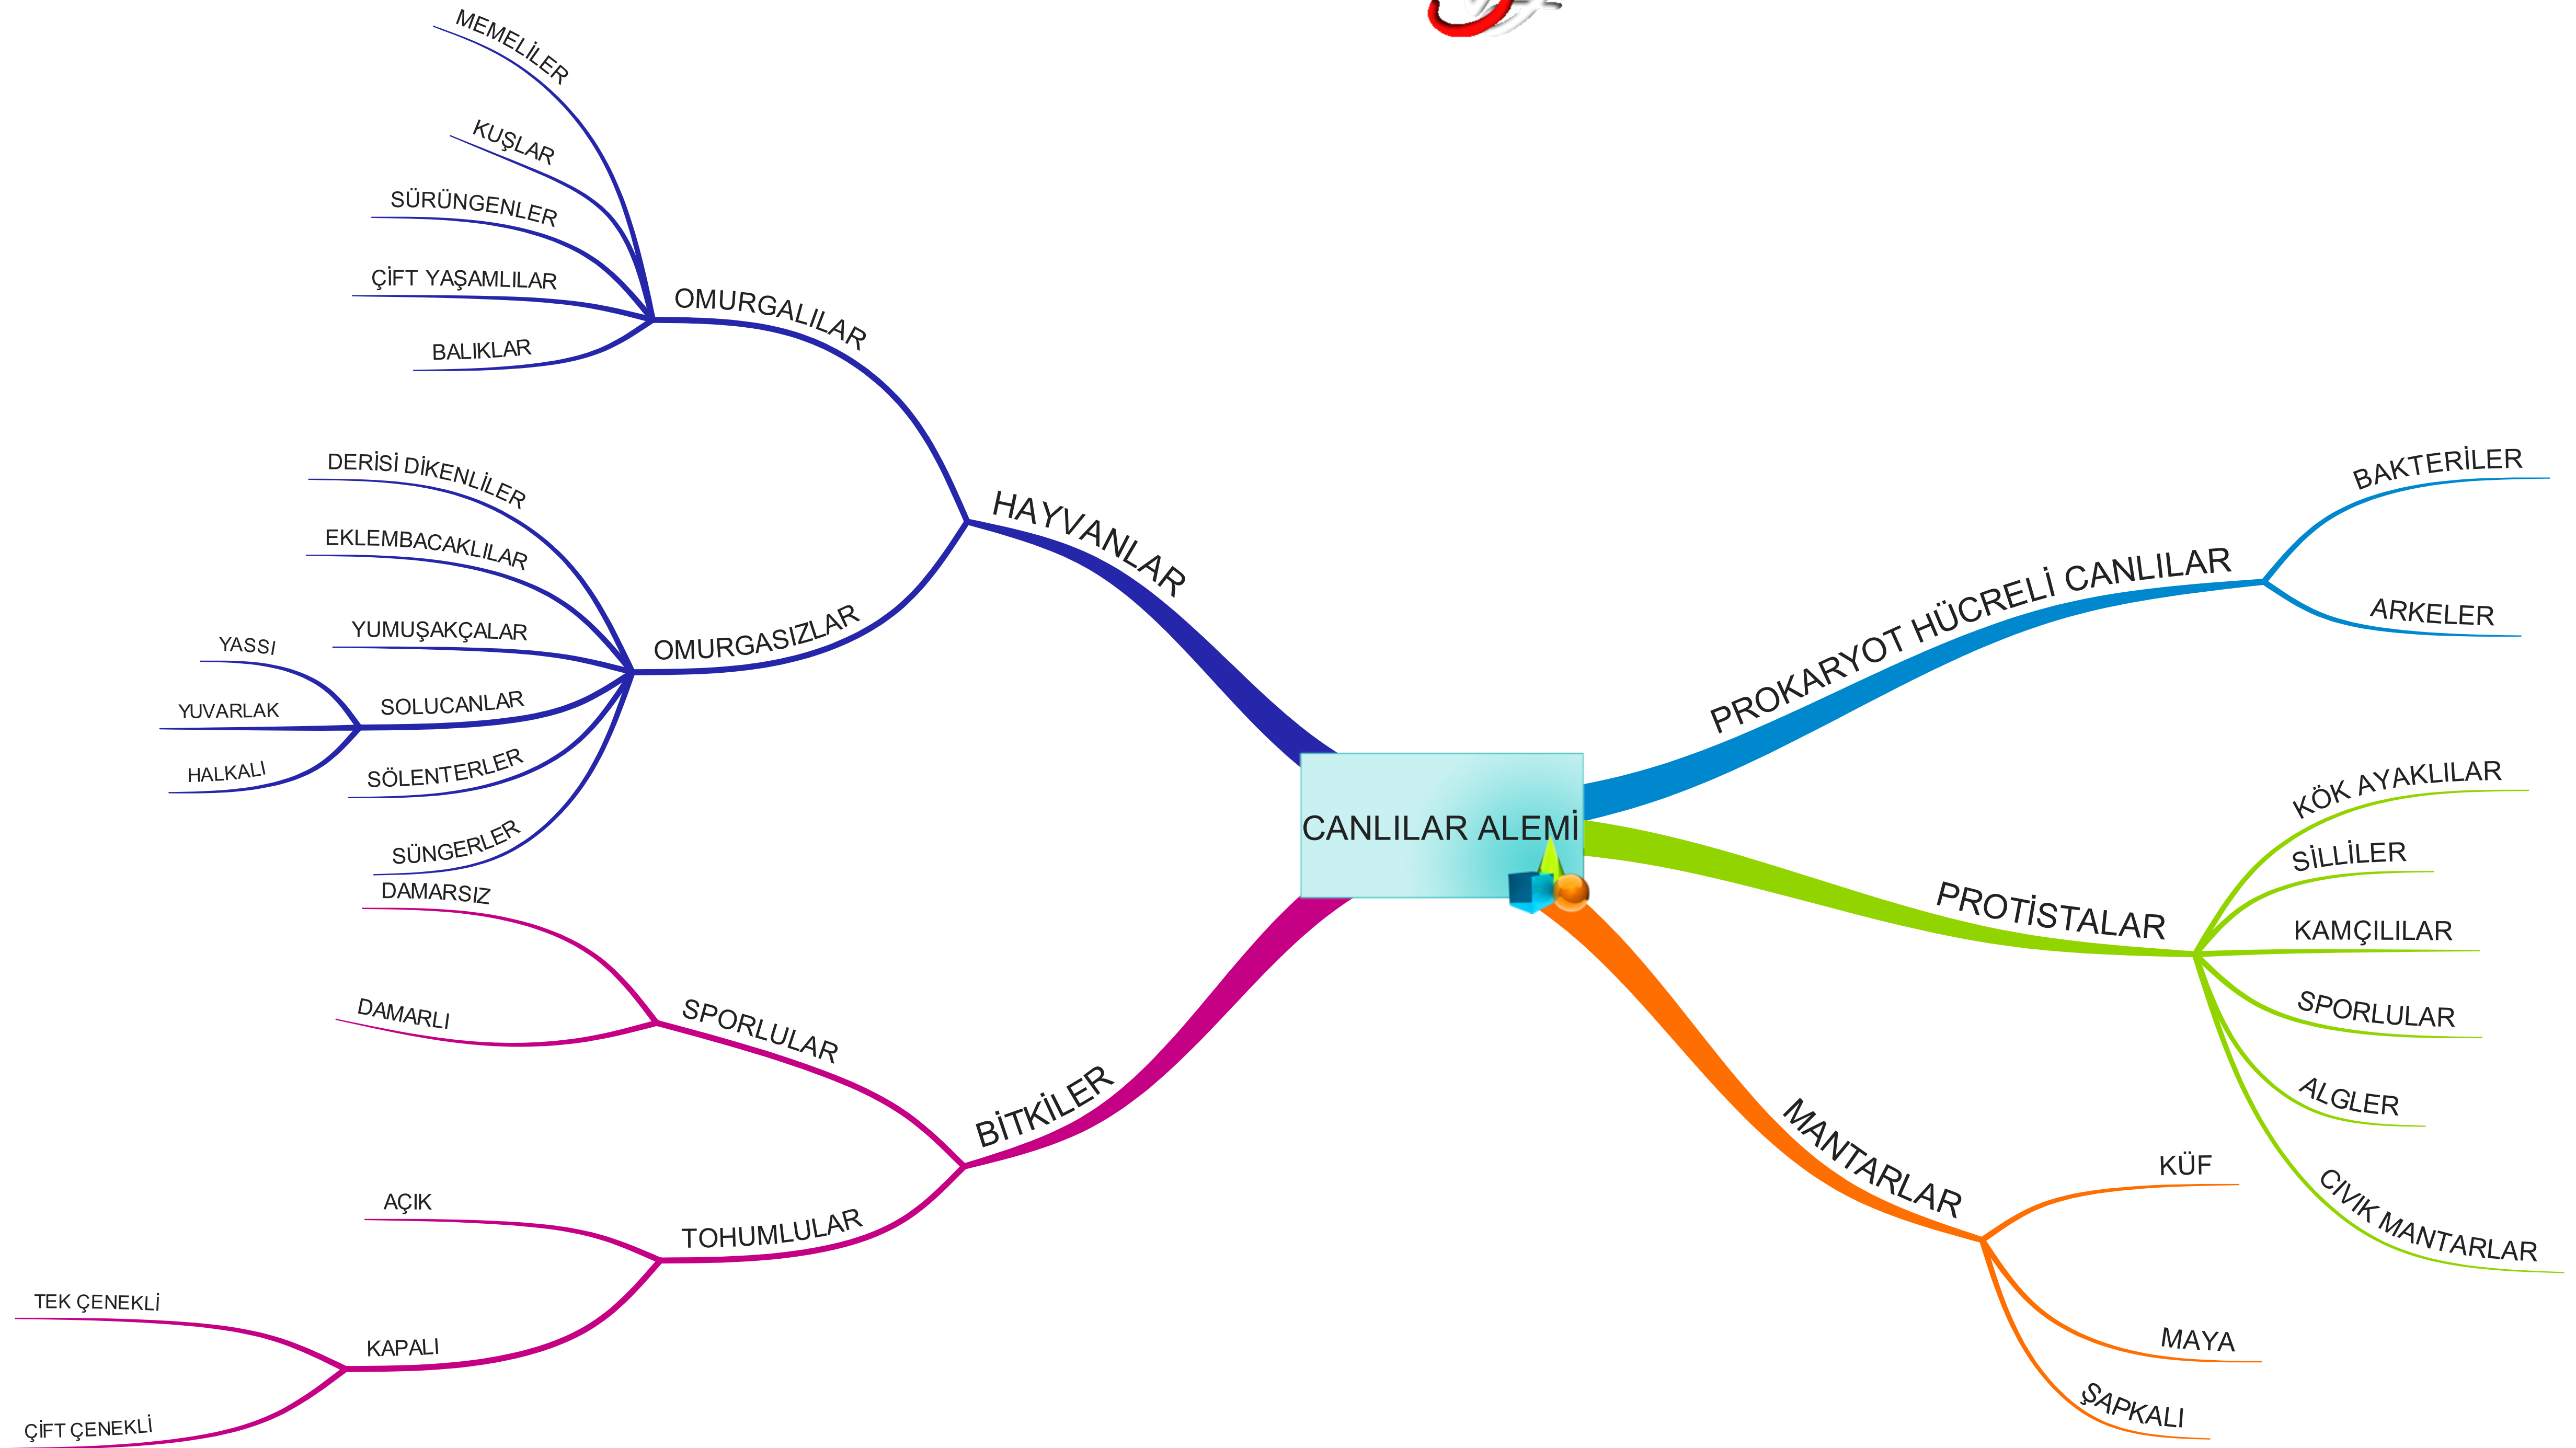 CANLILAR ALEMİ
PROKARYOT HÜCRELİ CANLILAR
BAKTERİLER
ARKELER
PROTİSTALAR
KÖK AYAKLILAR
SİLLİLER
KAMÇILILAR
SPORLULAR
ALGLER
CIVIK MANTARLAR
MANTARLAR
KÜF
MAYA
ŞAPKALI
HAYVANLAR
OMURGALILAR
MEMELİLER
KUŞLAR
SÜRÜNGENLER
ÇİFT YAŞAMLILAR
BALIKLAR
OMURGASIZLAR
DERİSİ DİKENLİLER
EKLEMBACAKLILAR
YUMUŞAKÇALAR
SOLUCANLAR
YASSI
YUVARLAK
HALKALI
SÖLENTERLER
SÜNGERLER
BİTKİLER
SPORLULAR
DAMARSIZ
DAMARLI
TOHUMLULAR
AÇIK
KAPALI
TEK ÇENEKLİ
ÇİFT ÇENEKLİ